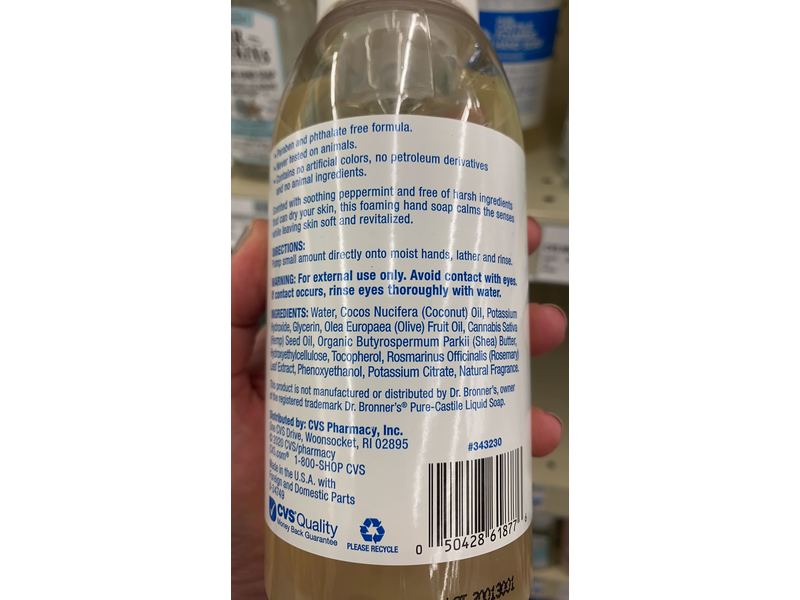 • Paraben and phthalate free formula.
• Never tested on animals.
• Contains no artificial colors, no petroleum derivatives
and no animal ingredients.
Scented with soothing peppermint and free of harsh ingredients
that can dry your skin, this foaming hand soap calms the senses
while leaving skin soft and revitalized.
DIRECTIONS:
Pump small amount directly onto moist hands, lather and rinse.
WARNING: For external use only. Avoid contact with eyes.
If contact occurs, rinse eyes thoroughly with water.
INGREDIENTS: Water, Cocos Nucifera (Coconut) Oil, Potassium
Hydroxide, Glycerin, Olea Europaea (Olive) Fruit Oil, Cannabis Sativa
(Hemp) Seed Oil, Organic Butyrospermum Parkii (Shea) Butter,
Hydroxyethylcellulose, Tocopherol, Rosmarinus Officinalis (Rosemary)
Leaf Extract, Phenoxyethanol, Potassium Citrate, Natural Fragrance.
This product is not manufactured or distributed by Dr. Bronner's, owner
of the registered trademark Dr. Bronner's® Pure-Castile Liquid Soap.
Distributed by: CVS Pharmacy, Inc.
One CVS Drive, Woonsocket, RI 02895
© 2020 CVS/pharmacy
CVS.com® 1-800-SHOP CVS
#343230
Made in the U.S.A. with
Foreign and Domestic Parts
V-34749
CVS Quality
Money Back Guarantee
PLEASE RECYCLE
0 50428 61877 6
20013001